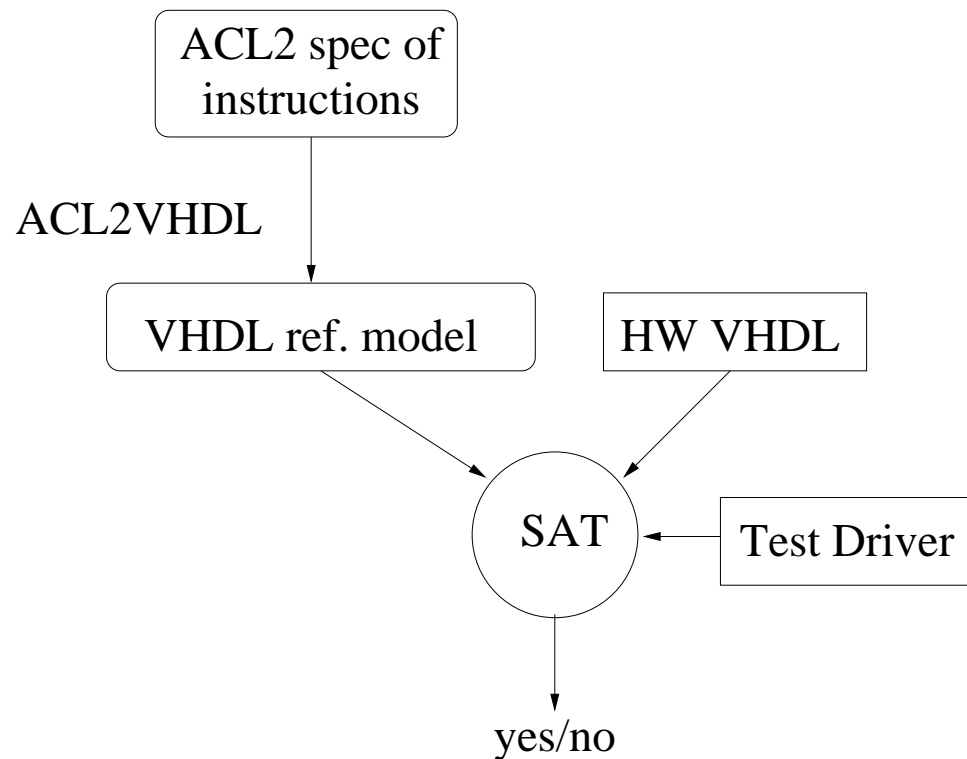 ACL2 spec of
instructions
ACL2VHDL
VHDL ref. model
HW VHDL
SAT
Test Driver
yes/no